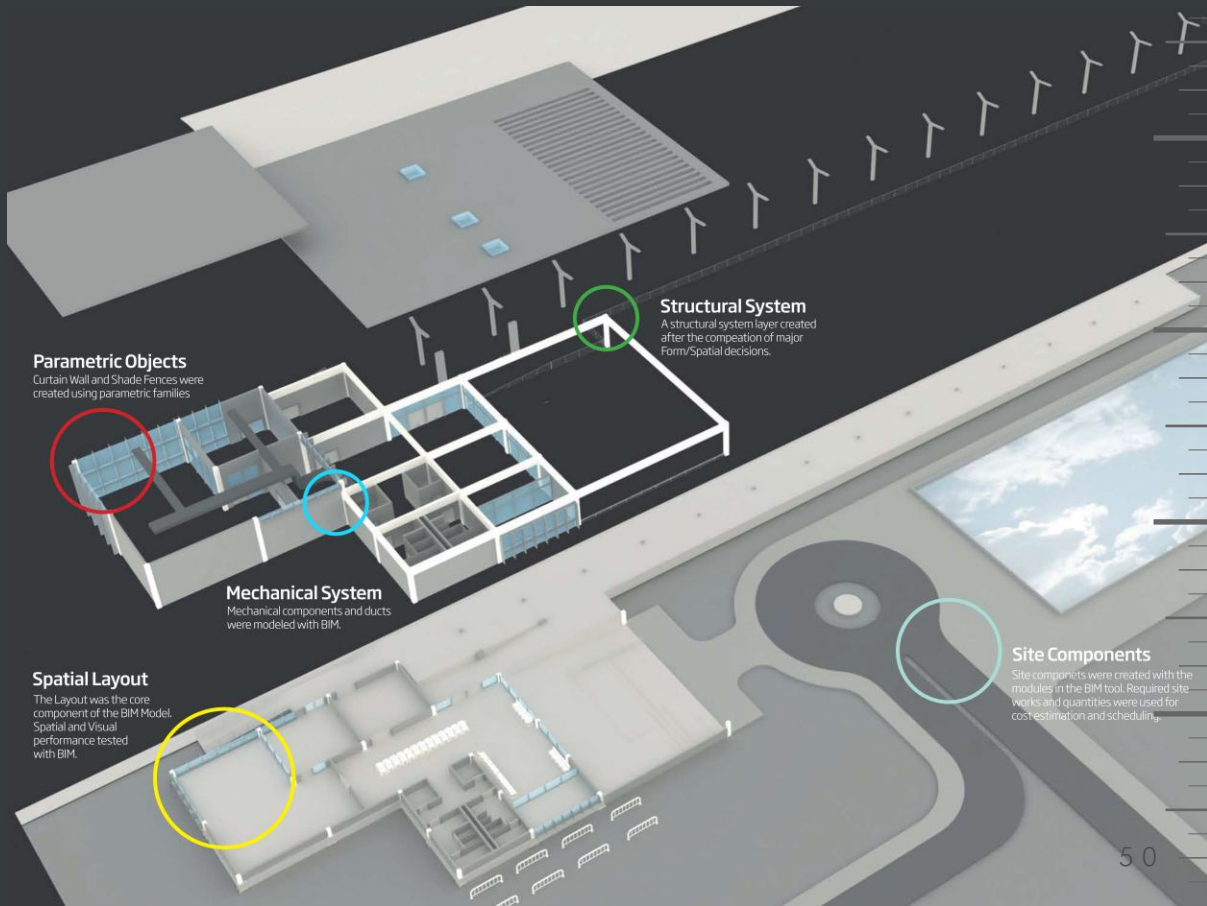 Structural System
A structural system layer created
after the compeation of major
Form/Spatial decisions.
Parametric Objects
Curtain Wall and Shade Fences were
created using parametric families
Mechanical System
Mechanical components and ducts
were modeled with BIM.
Spatial Layout
The Layout was the core
component of the BIM Model.
Spatial and Visual
performance tested
with BIM.
Site Components
Site componets were created with the
modules in the BIM tool. Required site
works and quantities were used for
cost estimation and scheduling.
50